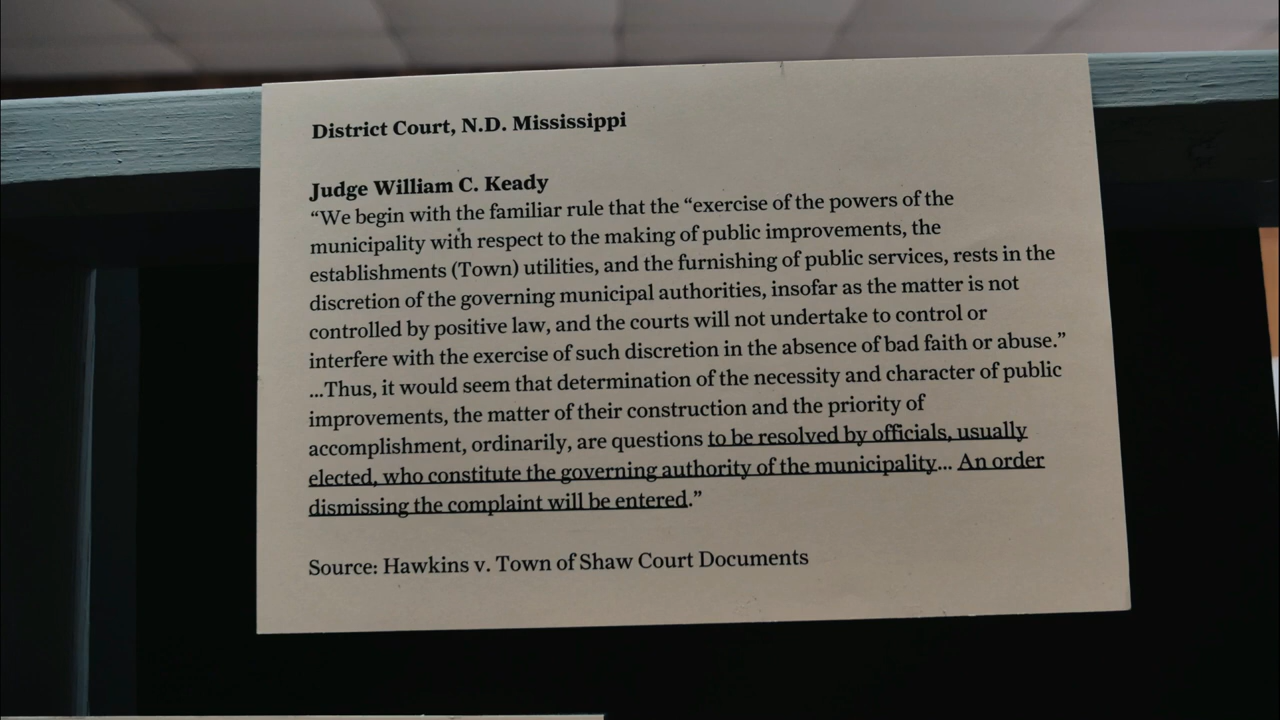 District Court, N.D. Mississippi
Judge William C. Keady
“We begin with the familiar rule that the “exercise of the powers of the
municipality with respect to the making of public improvements, the
establishments (Town) utilities, and the furnishing of public services, rests in the
discretion of the governing municipal authorities, insofar as the matter is not
controlled by positive law, and the courts will not undertake to control or
interfere with the exercise of such discretion in the absence of bad faith or abuse.”
...Thus, it would seem that determination of the necessity and character of public
improvements, the matter of their construction and the priority of
accomplishment, ordinarily, are questions to be resolved by officials, usually
elected, who constitute the governing authority of the municipality... An order
dismissing the complaint will be entered.”
Source: Hawkins v. Town of Shaw Court Documents